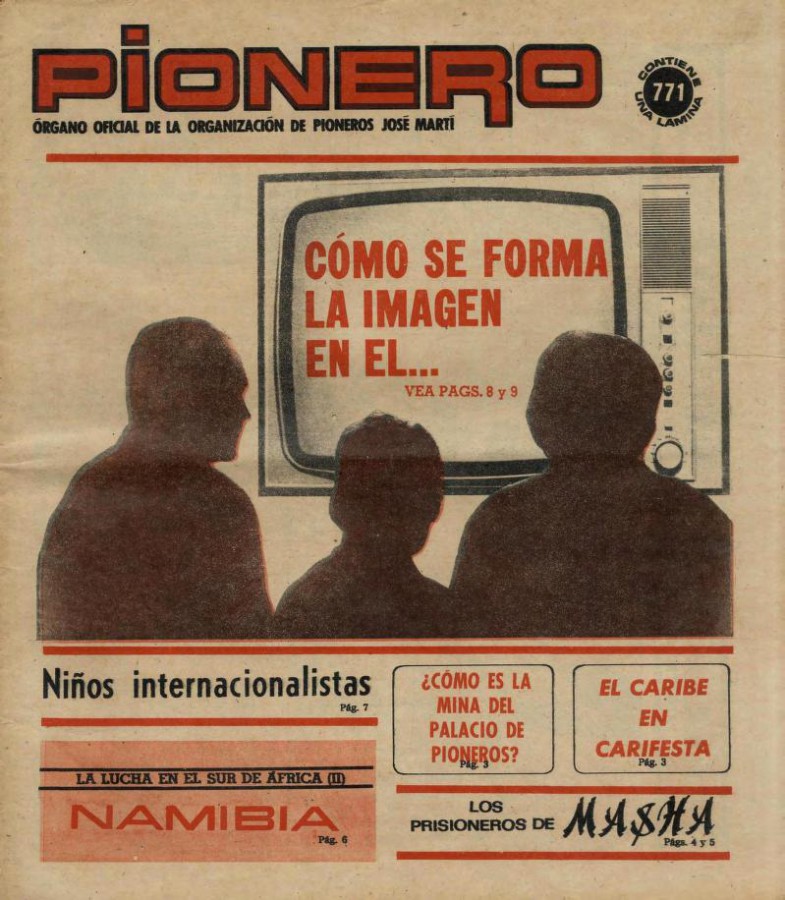 PIONERO
ÓRGANO OFICIAL DE LA ORGANIZACIÓN DE PIONEROS JOSÉ MARTÍ
CONTIENE
771
UNA LAMINA
CÓMO SE FORMA
LA IMAGEN
EN EL...
VEA PAGS. 8 y 9
Niños internacionalistas
Pág. 7
LA LUCHA EN EL SUR DE ÁFRICA (II)
NAMIBIA
Pág. 6
¿CÓMO ES LA
MINA DEL
PALACIO DE
PIONEROS?
Pág. 3
EL CARIBE
EN
CARIFESTA
Pág. 3
LOS
PRISIONEROS DE MASHA
Págs. 4 y 5